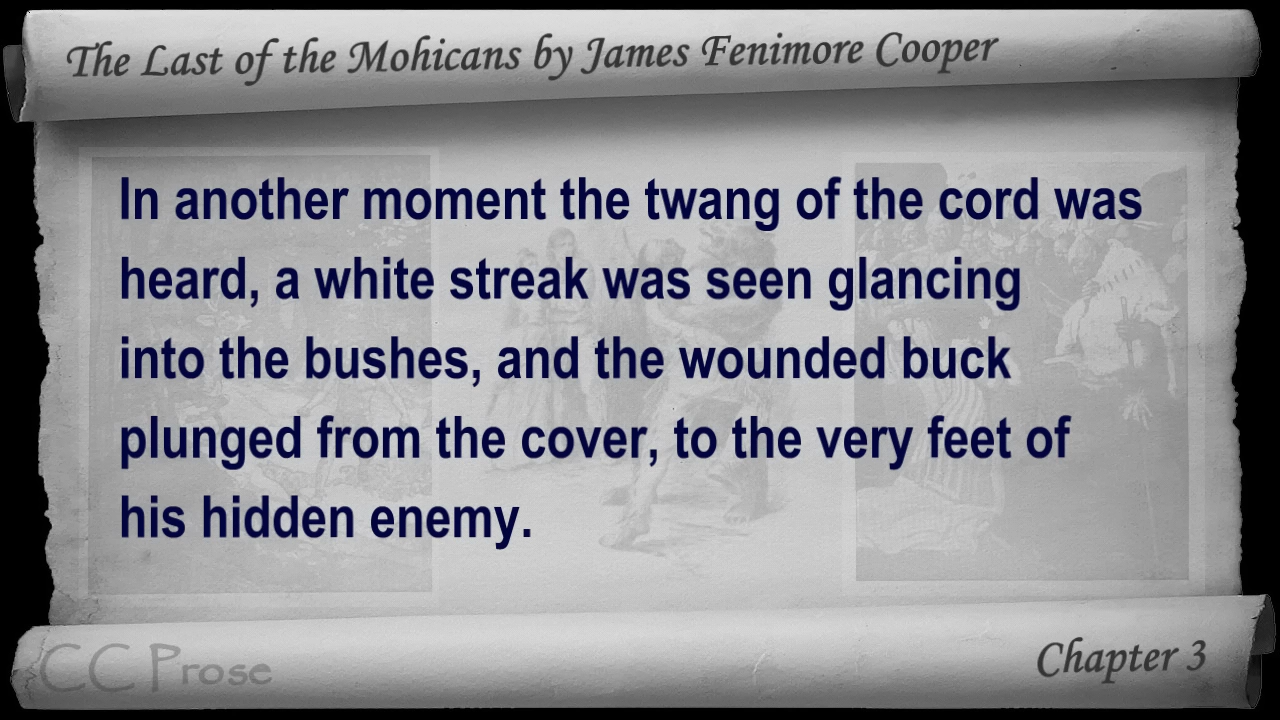 The Last of the Mohicans by James Fenimore Cooper
In another moment the twang of the cord was
heard, a white streak was seen glancing
into the bushes, and the wounded buck
plunged from the cover, to the very feet of
his hidden enemy.
CC Prose
Chapter 3